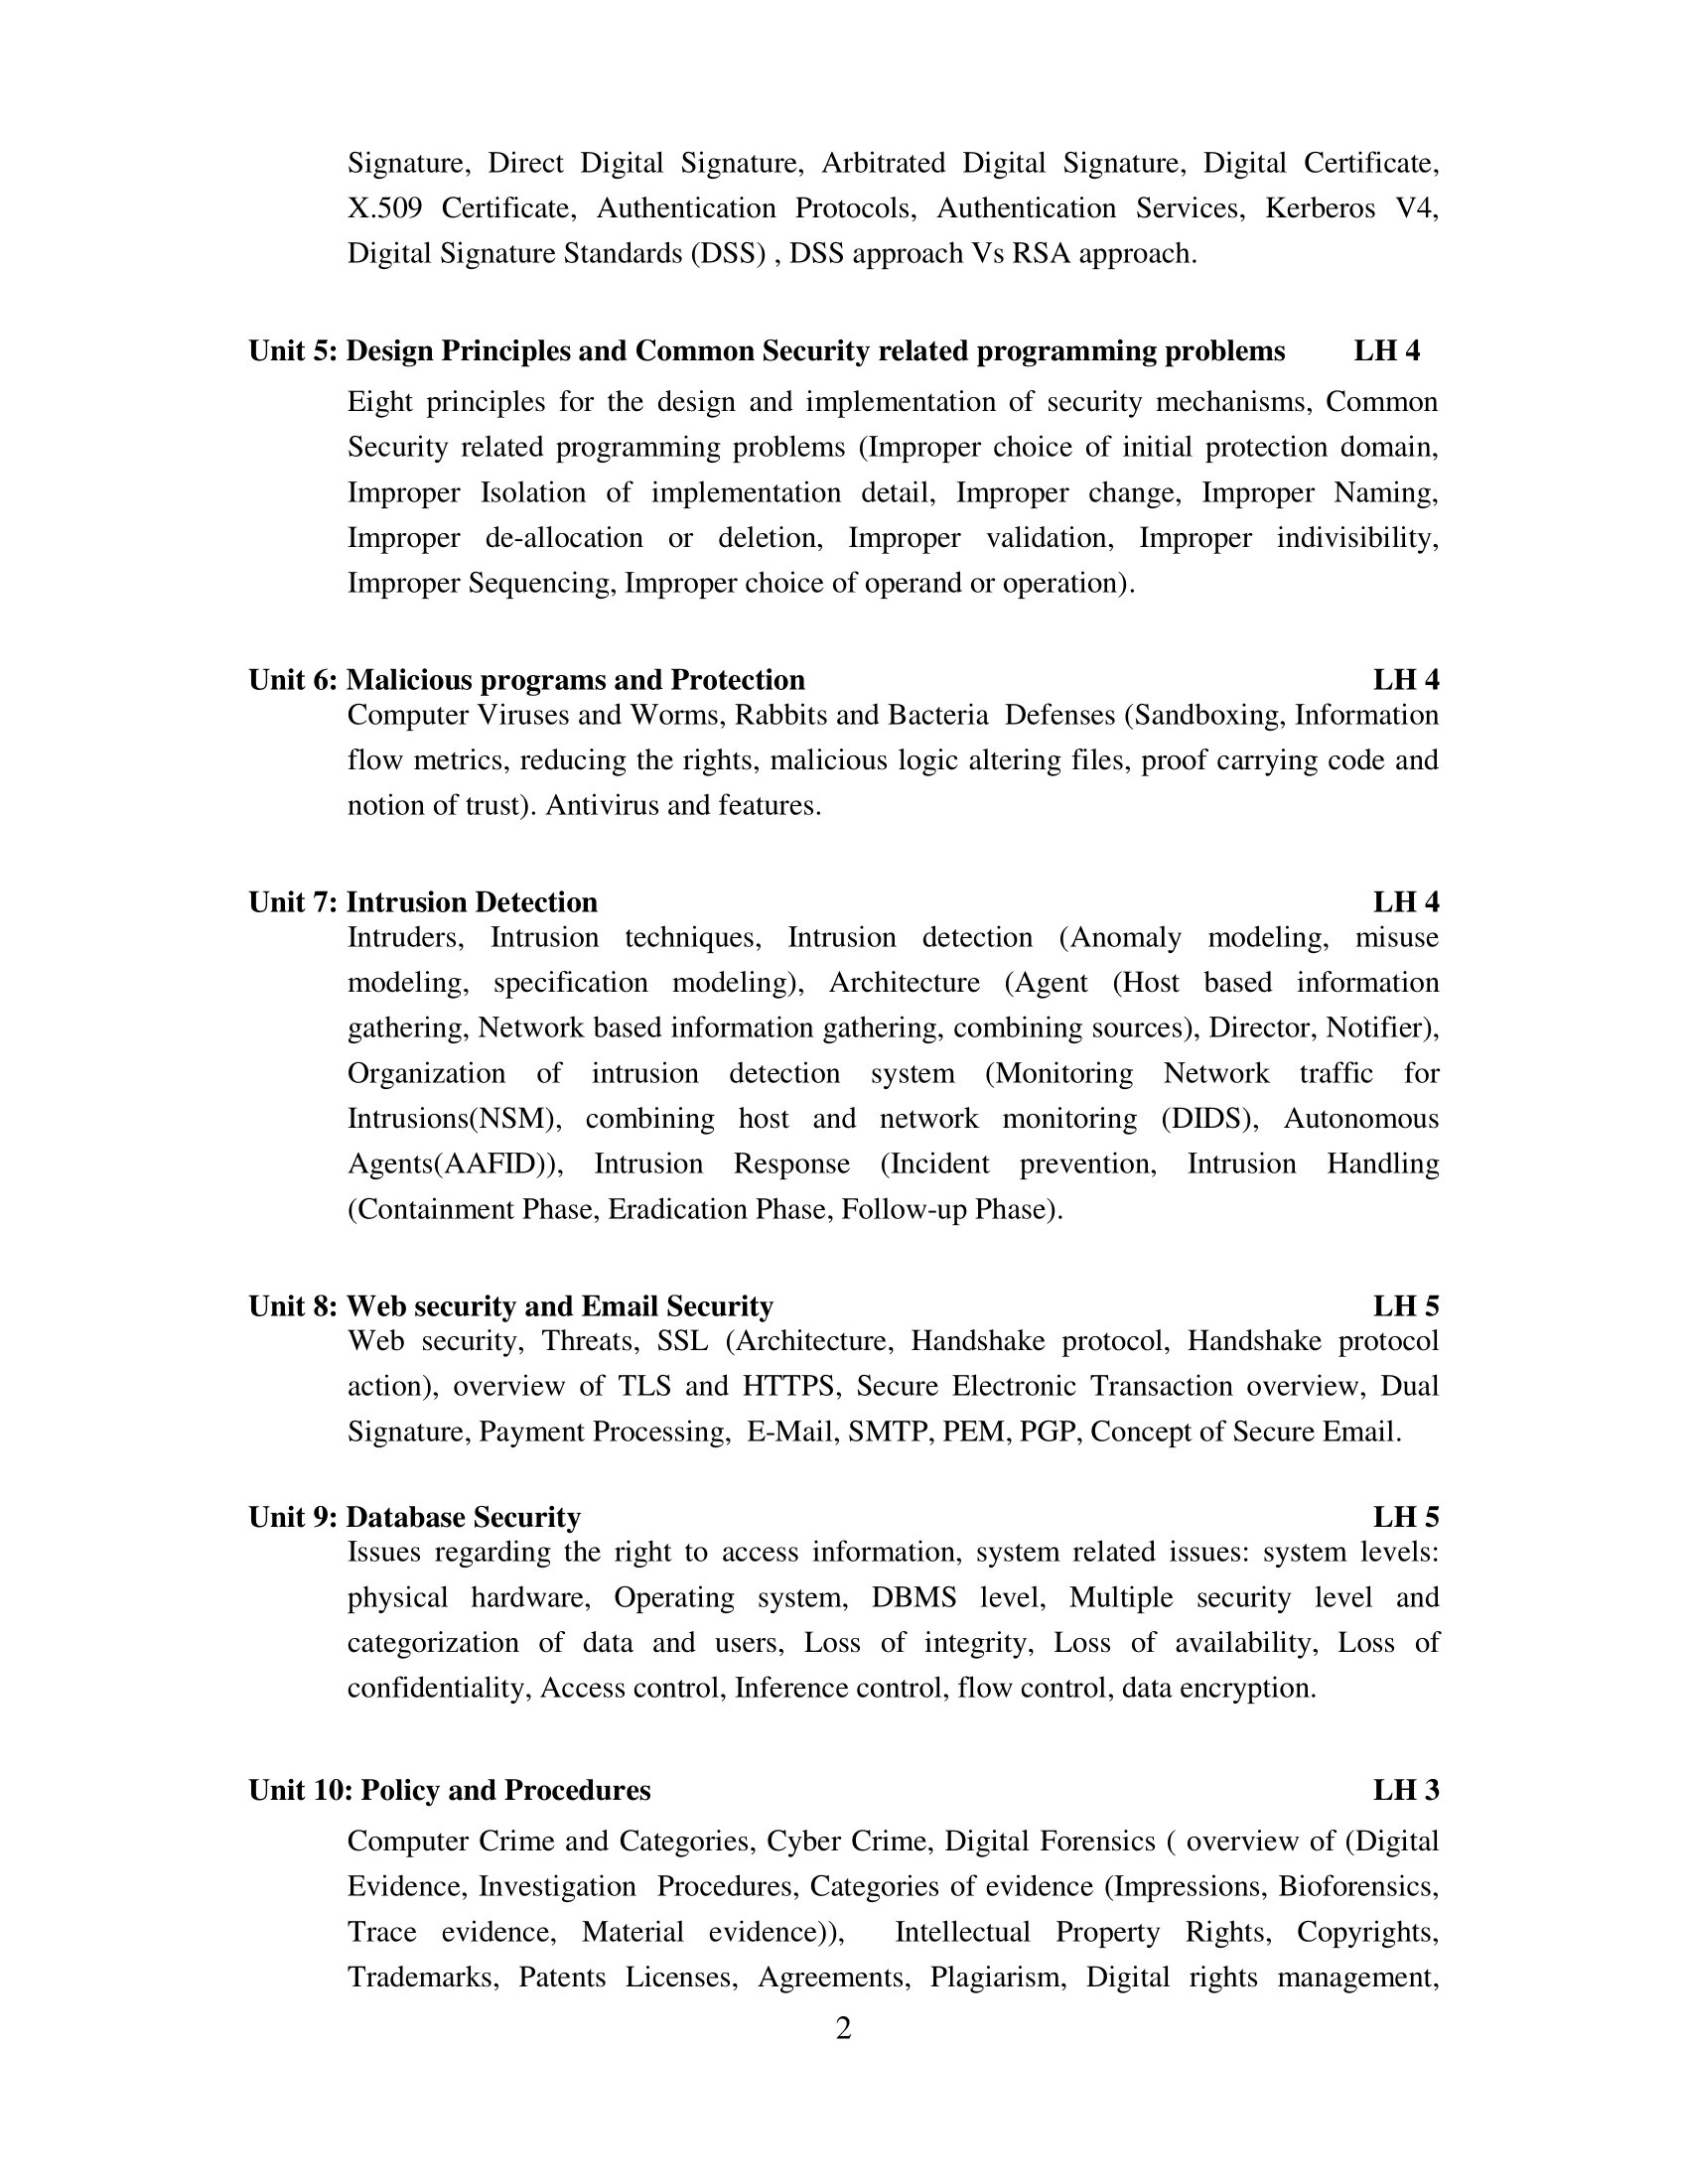 Signature, Direct Digital Signature, Arbitrated Digital Signature, Digital Certificate,
X.509 Certificate, Authentication Protocols, Authentication Services, Kerberos V4,
Digital Signature Standards (DSS) , DSS approach Vs RSA approach.
Unit 5: Design Principles and Common Security related programming problems LH 4
Eight principles for the design and implementation of security mechanisms, Common
Security related programming problems (Improper choice of initial protection domain,
Improper Isolation of implementation detail, Improper change, Improper Naming,
Improper de-allocation or deletion, Improper validation, Improper indivisibility,
Improper Sequencing, Improper choice of operand or operation).
Unit 6: Malicious programs and Protection LH 4
Computer Viruses and Worms, Rabbits and Bacteria  Defenses (Sandboxing, Information
flow metrics, reducing the rights, malicious logic altering files, proof carrying code and
notion of trust). Antivirus and features.
Unit 7: Intrusion Detection LH 4
Intruders, Intrusion techniques, Intrusion detection (Anomaly modeling, misuse
modeling, specification modeling), Architecture (Agent (Host based information
gathering, Network based information gathering, combining sources), Director, Notifier),
Organization of intrusion detection system (Monitoring Network traffic for
Intrusions(NSM), combining host and network monitoring (DIDS), Autonomous
Agents(AAFID)), Intrusion Response (Incident prevention, Intrusion Handling
(Containment Phase, Eradication Phase, Follow-up Phase).
Unit 8: Web security and Email Security LH 5
Web security, Threats, SSL (Architecture, Handshake protocol, Handshake protocol
action), overview of TLS and HTTPS, Secure Electronic Transaction overview, Dual
Signature, Payment Processing,  E-Mail, SMTP, PEM, PGP, Concept of Secure Email.
Unit 9: Database Security LH 5
Issues regarding the right to access information, system related issues: system levels:
physical hardware, Operating system, DBMS level, Multiple security level and
categorization of data and users, Loss of integrity, Loss of availability, Loss of
confidentiality, Access control, Inference control, flow control, data encryption.
Unit 10: Policy and Procedures LH 3
Computer Crime and Categories, Cyber Crime, Digital Forensics ( overview of (Digital
Evidence, Investigation  Procedures, Categories of evidence (Impressions, Bioforensics,
Trace evidence, Material evidence)),  Intellectual Property Rights, Copyrights,
Trademarks, Patents Licenses, Agreements, Plagiarism, Digital rights management,
2